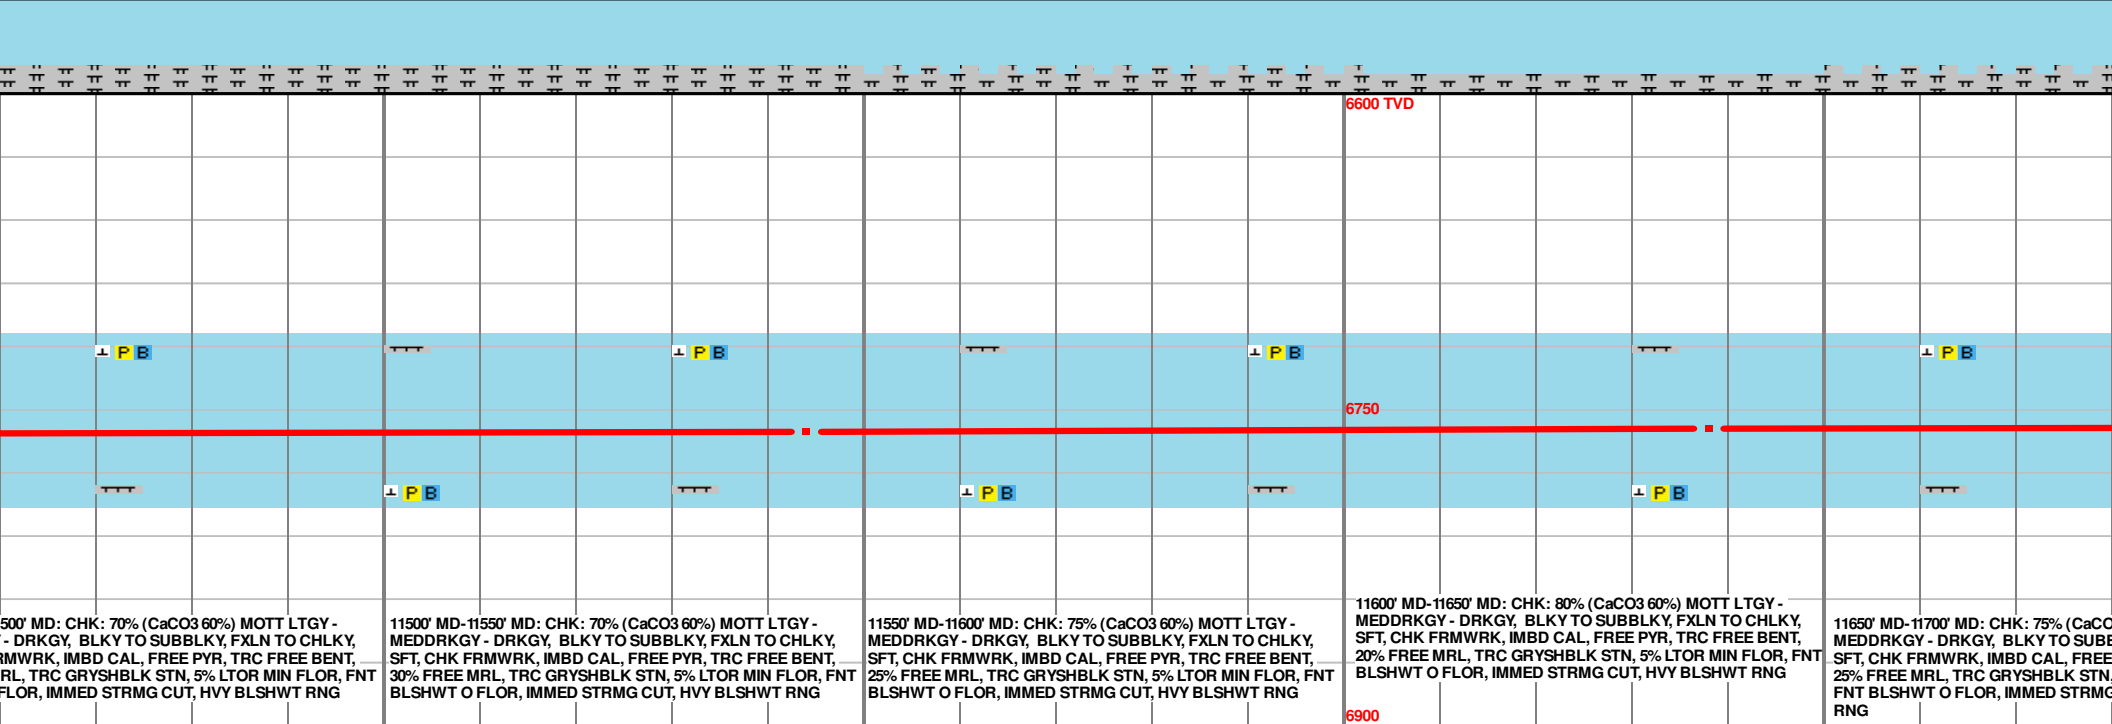 6600 TVD
P B
P B
P B
P B
6750
P B
P B
P B
500' MD: CHK: 70% (CaCO3 60%) MOTT LTGY -
- DRKGY, BLKY TO SUBBLKY, FXLN TO CHLKY,
RMWRK, IMBD CAL, FREE PYR, TRC FREE BENT,
RL, TRC GRYSHBLK STN, 5% LTOR MIN FLOR, FNT
FLOR, IMMED STRMG CUT, HVY BLSHWT RNG
11500' MD-11550' MD: CHK: 70% (CaCO3 60%) MOTT LTGY -
MEDDRKGY - DRKGY, BLKY TO SUBBLKY, FXLN TO CHLKY,
SFT, CHK FRMWRK, IMBD CAL, FREE PYR, TRC FREE BENT,
30% FREE MRL, TRC GRYSHBLK STN, 5% LTOR MIN FLOR, FNT
BLSHWT O FLOR, IMMED STRMG CUT, HVY BLSHWT RNG
11550' MD-11600' MD: CHK: 75% (CaCO3 60%) MOTT LTGY -
MEDDRKGY - DRKGY, BLKY TO SUBBLKY, FXLN TO CHLKY,
SFT, CHK FRMWRK, IMBD CAL, FREE PYR, TRC FREE BENT,
25% FREE MRL, TRC GRYSHBLK STN, 5% LTOR MIN FLOR, FNT
BLSHWT O FLOR, IMMED STRMG CUT, HVY BLSHWT RNG
11600' MD-11650' MD: CHK: 80% (CaCO3 60%) MOTT LTGY -
MEDDRKGY - DRKGY, BLKY TO SUBBLKY, FXLN TO CHLKY,
SFT, CHK FRMWRK, IMBD CAL, FREE PYR, TRC FREE BENT,
20% FREE MRL, TRC GRYSHBLK STN, 5% LTOR MIN FLOR, FNT
BLSHWT O FLOR, IMMED STRMG CUT, HVY BLSHWT RNG
11650' MD-11700' MD: CHK: 75% (CaCO
MEDDRKGY - DRKGY, BLKY TO SUBB
SFT, CHK FRMWRK, IMBD CAL, FREE
25% FREE MRL, TRC GRYSHBLK STN,
FNT BLSHWT O FLOR, IMMED STRMG
RNG
6900